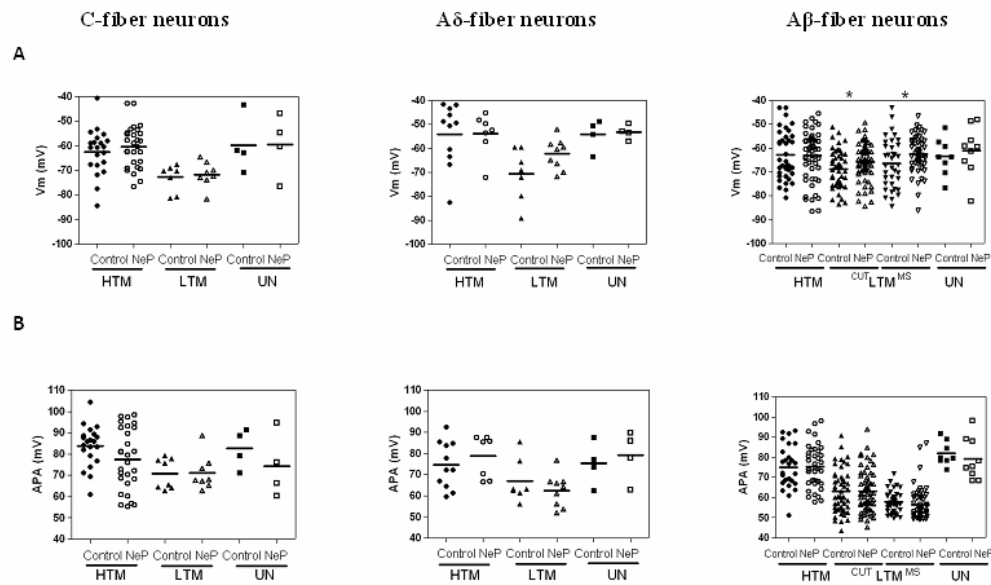 C-fiber neurons Aδ-fiber neurons Aβ-fiber neurons
A
-40 -50 -60 -70 -80 -90 -100
Vm (mV)
Control NeP Control NeP Control NeP
HTM LTM UN
-40 -50 -60 -70 -80 -90 -100
Vm (mV)
Control NeP Control NeP Control NeP
HTM LTM UN
* *
-40 -50 -60 -70 -80 -90 -100
Vm (mV)
Control NeP Control NeP Control NeP Control NeP
HTM CUT LTM MS UN
B
110 100 90 80 70 60 50 40
APA (mV)
Control NeP Control NeP Control NeP
HTM LTM UN
110 100 90 80 70 60 50 40
APA (mV)
Control NeP Control NeP Control NeP
HTM LTM UN
110 100 90 80 70 60 50 40
APA (mV)
Control NeP Control NeP Control NeP Control NeP
HTM CUT LTM MS UN